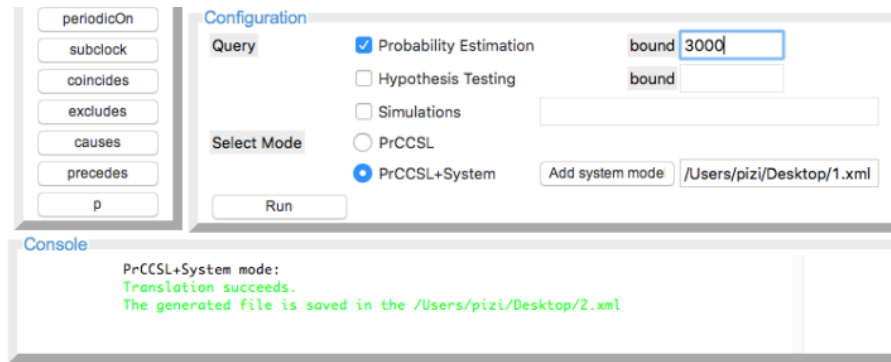 periodicOn
subclock
coincides
excludes
causes
precedes
p
Configuration
Query Probability Estimation bound 3000
Hypothesis Testing bound
Simulations
Select Mode PrCCSL
PrCCSL+System Add system mode /Users/pizi/Desktop/1.xml
Run
Console
PrCCSL+System mode:
Translation succeeds.
The generated file is saved in the /Users/pizi/Desktop/2.xml